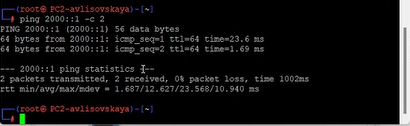 ┌──(root㉿ PC2-avlisovskaya)-[~]
└─# ping 2000::1 -c 2
PING 2000::1 (2000::1) 56 data bytes
64 bytes from 2000::1: icmp_seq=1 ttl=64 time=23.6 ms
64 bytes from 2000::1: icmp_seq=2 ttl=64 time=1.69 ms
--- 2000::1 ping statistics ---
2 packets transmitted, 2 received, 0% packet loss, time 1002ms
rtt min/avg/max/mdev = 1.687/12.627/23.568/10.940 ms
┌──(root㉿ PC2-avlisovskaya)-[~]
└─#